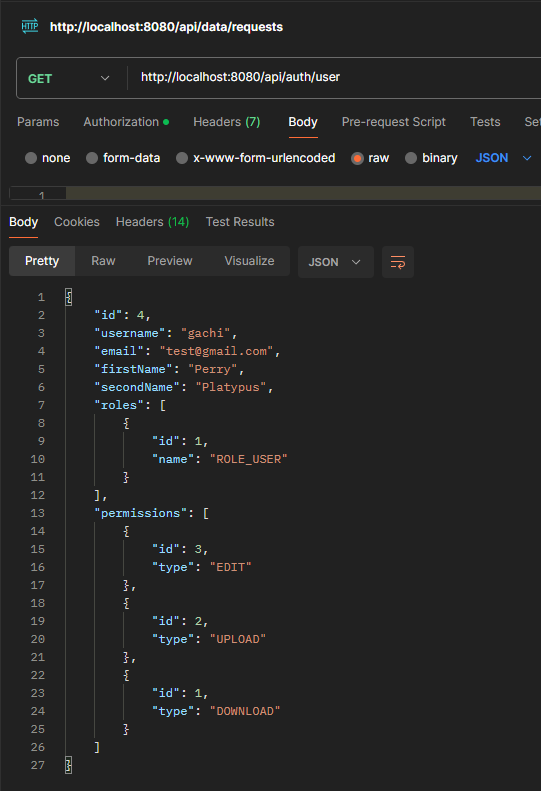 HTTP http://localhost:8080/api/data/requests
GET http://localhost:8080/api/auth/user
Params Authorization Headers (7) Body Pre-request Script Tests Set
none form-data x-www-form-urlencoded raw binary JSON
1
Body Cookies Headers (14) Test Results
Pretty Raw Preview Visualize JSON
1 {
2 "id": 4,
3 "username": "gachi",
4 "email": "test@gmail.com",
5 "firstName": "Perry",
6 "secondName": "Platypus",
7 "roles": [
8 {
9 "id": 1,
10 "name": "ROLE_USER"
11 }
12 ],
13 "permissions": [
14 {
15 "id": 3,
16 "type": "EDIT"
17 },
18 {
19 "id": 2,
20 "type": "UPLOAD"
21 },
22 {
23 "id": 1,
24 "type": "DOWNLOAD"
25 }
26 ]
27 }